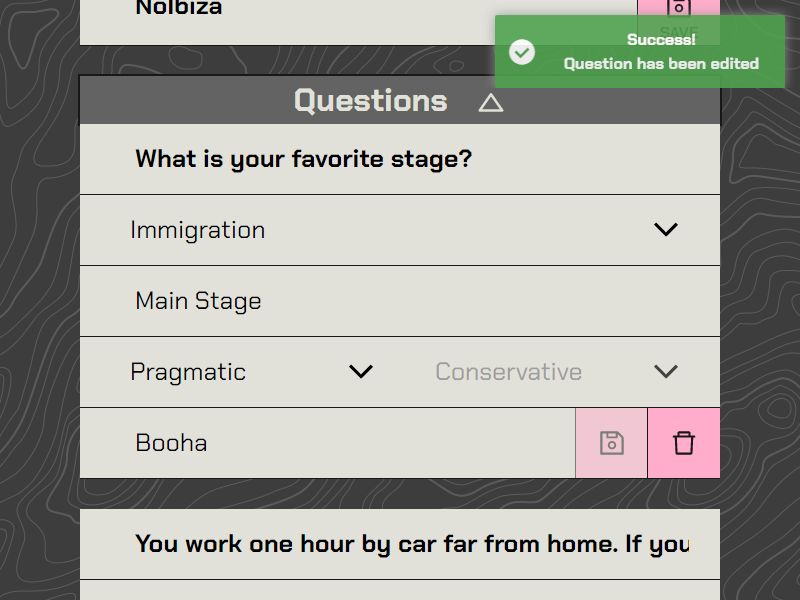 Nolbiza
SAVE
Success!
Question has been edited
Questions
What is your favorite stage?
Immigration
Main Stage
Pragmatic Conservative
Booha
You work one hour by car far from home. If you